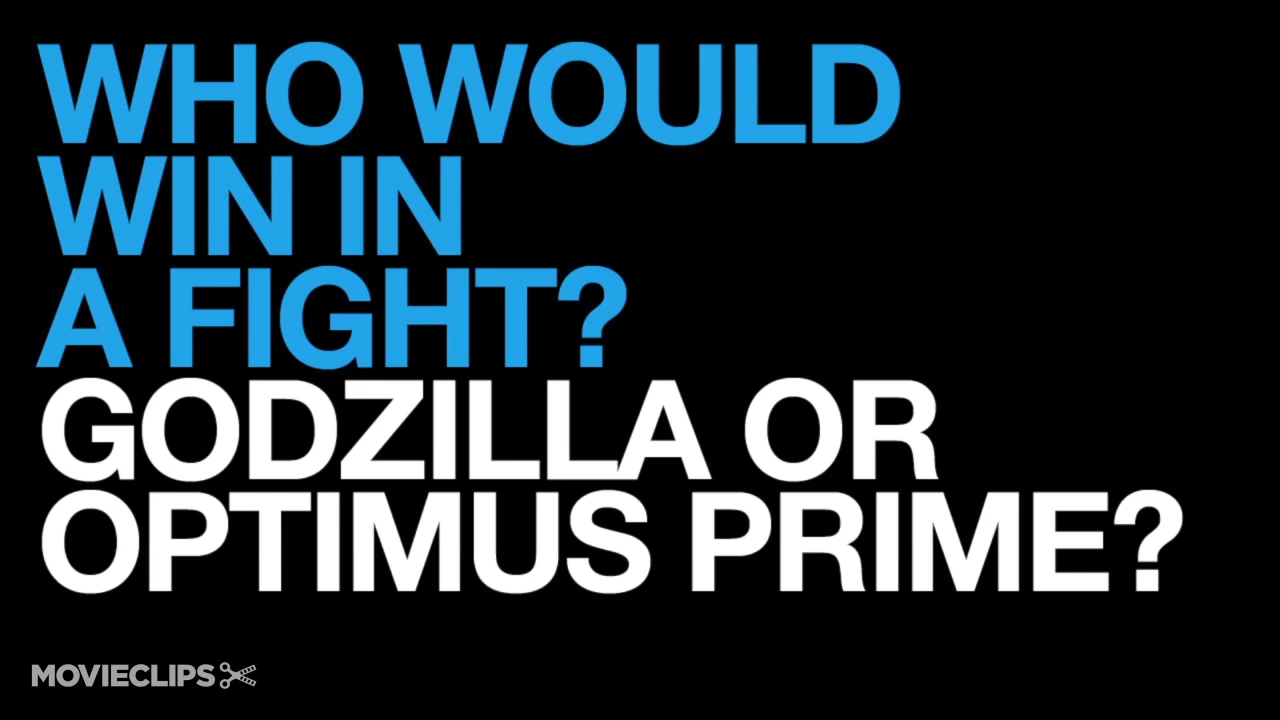 WHO WOULD
WIN IN
A FIGHT?
GODZILLA OR
OPTIMUS PRIME?
MOVIECLIPS